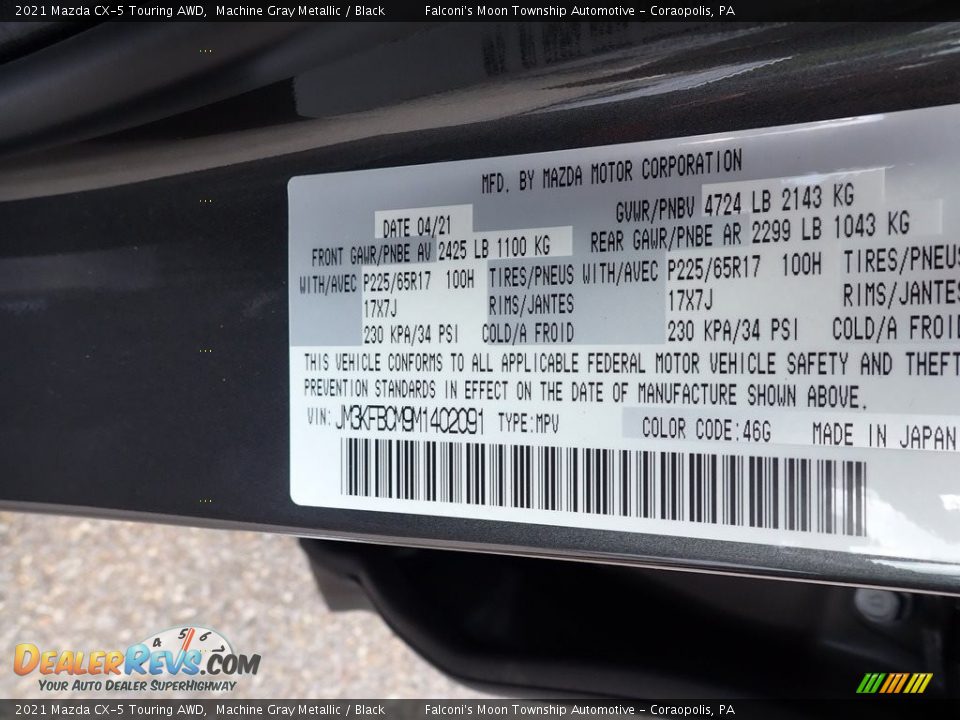 2021 Mazda CX-5 Touring AWD, Machine Gray Metallic / Black Falconi's Moon Township Automotive - Coraopolis, PA
MFD. BY MAZDA MOTOR CORPORATION
DATE 04/21 GVWR/PNBV 4724 LB 2143 KG
FRONT GAWR/PNBE AV 2425 LB 1100 KG REAR GAWR/PNBE AR 2299 LB 1043 KG
WITH/AVEC P225/65R17 100H TIRES/PNEUS WITH/AVEC P225/65R17 100H TIRES/PNEUS
17X7J RIMS/JANTES 17X7J RIMS/JANTES
230 KPA/34 PSI COLD/A FROID 230 KPA/34 PSI COLD/A FROID
THIS VEHICLE CONFORMS TO ALL APPLICABLE FEDERAL MOTOR VEHICLE SAFETY AND THEFT
PREVENTION STANDARDS IN EFFECT ON THE DATE OF MANUFACTURE SHOWN ABOVE.
VIN: JM3KFBCM9M1402091 TYPE:MPV COLOR CODE:46G MADE IN JAPAN
4 5 6
DEALERREVS.COM
YOUR AUTO DEALER SUPERHIGHWAY
2021 Mazda CX-5 Touring AWD, Machine Gray Metallic / Black Falconi's Moon Township Automotive - Coraopolis, PA